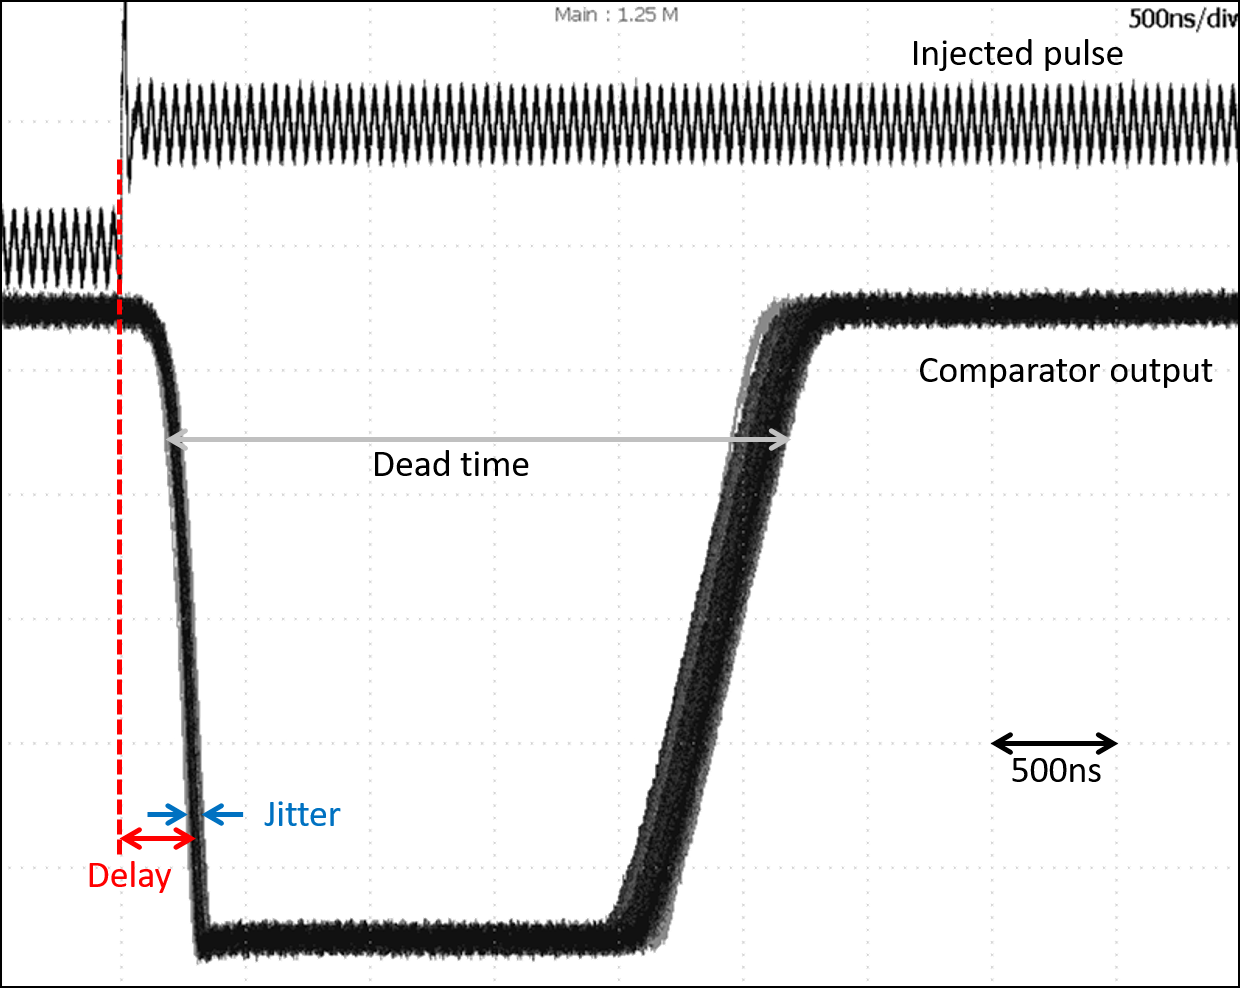 Main : 1.25 M
500ns/div
Injected pulse
Comparator output
Dead time
500ns
Jitter
Delay